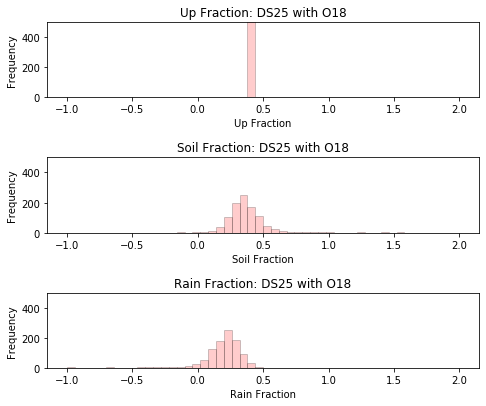 Up Fraction: DS25 with O18
400
200
0
Frequency
−1.0 −0.5 0.0 0.5 1.0 1.5 2.0
Up Fraction
Soil Fraction: DS25 with O18
400
200
0
Frequency
−1.0 −0.5 0.0 0.5 1.0 1.5 2.0
Soil Fraction
Rain Fraction: DS25 with O18
400
200
0
Frequency
−1.0 −0.5 0.0 0.5 1.0 1.5 2.0
Rain Fraction